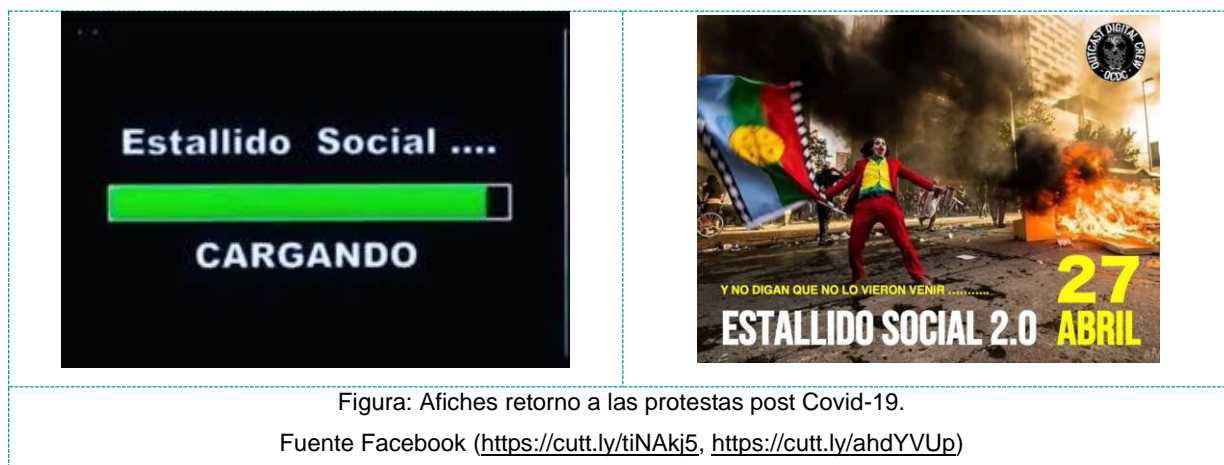 Estallido Social ....
CARGANDO
OUTCAST DIGITAL CREW
- OCDC -
Y NO DIGAN QUE NO LO VIERON VENIR ...........
27
ESTALLIDO SOCIAL 2.0 ABRIL
Figura: Afiches retorno a las protestas post Covid-19.
Fuente Facebook (https://cutt.ly/tiNAkj5, https://cutt.ly/ahdYVUp)